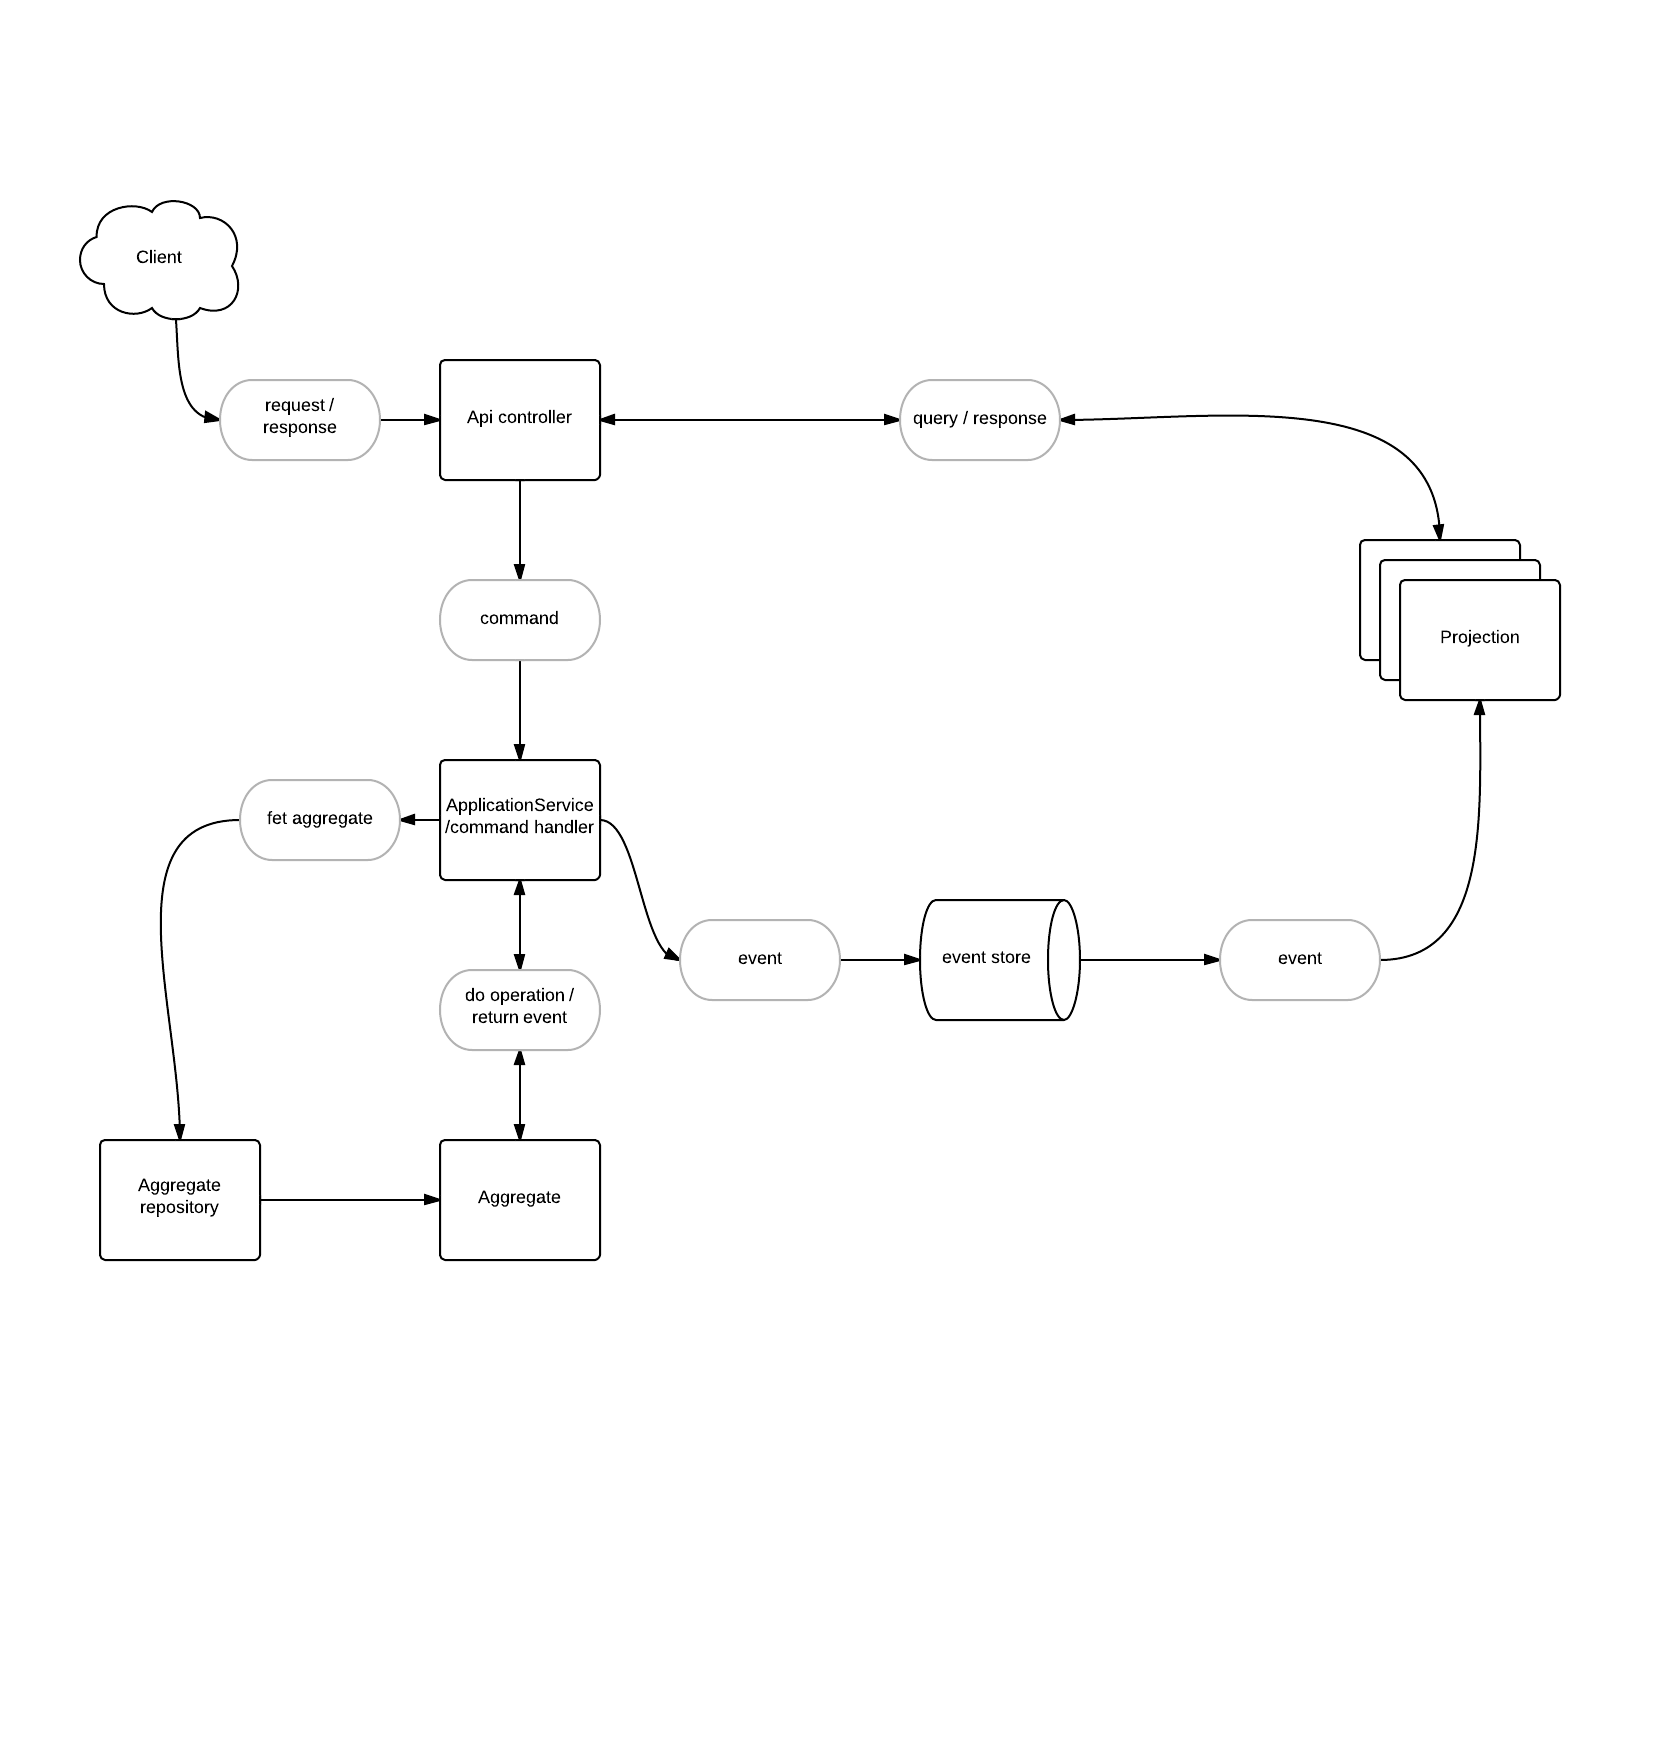 Client
request /
response
Api controller
query / response
command
Projection
ApplicationService
/command handler
fet aggregate
event
event store
event
do operation /
return event
Aggregate
repository
Aggregate